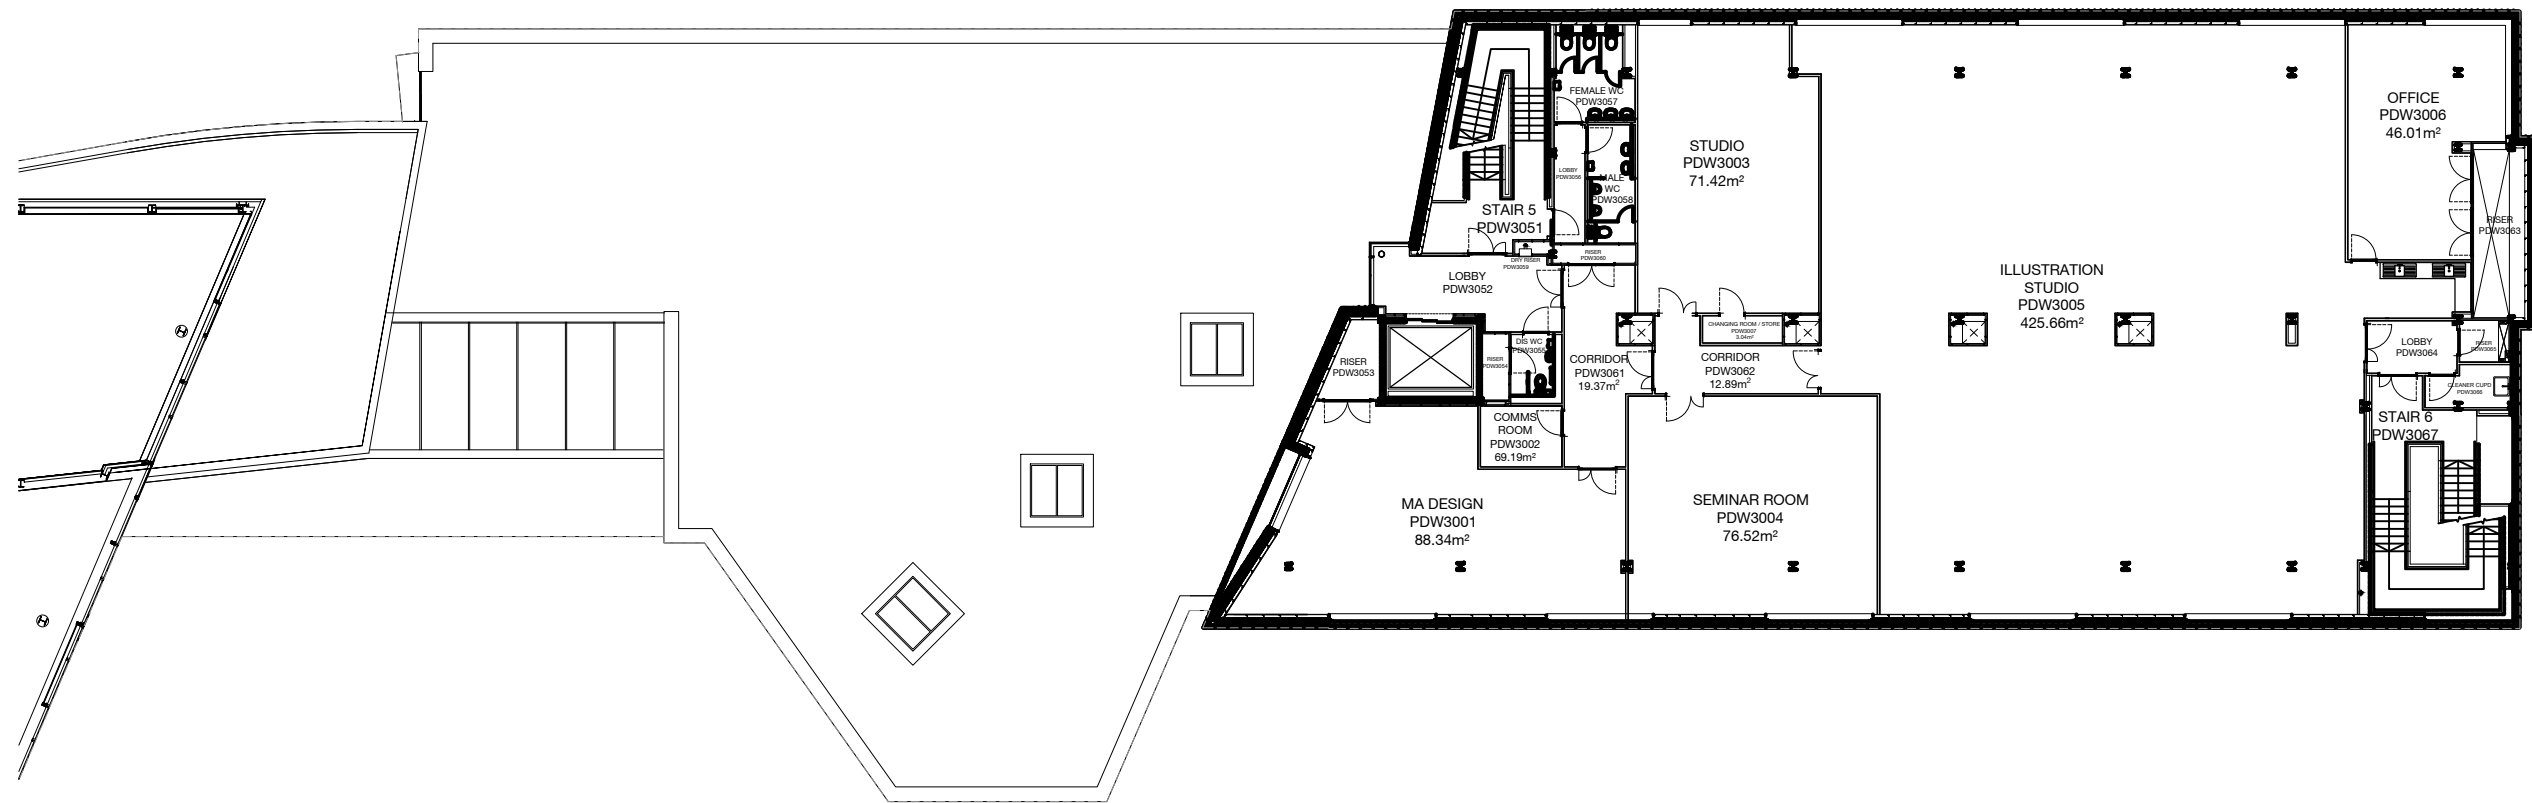 FEMALE WC
PDW3057
OFFICE
PDW3006
46.01m²
STUDIO
PDW3003
71.42m²
LOBBY
PDW3056
MALE
WC
PDW3058
STAIR 5
PDW3051
RISER
PDW3063
RISER
PDW3060
DRY RISER
PDW3059
LOBBY
PDW3052
ILLUSTRATION
STUDIO
PDW3005
425.66m²
CHANGING ROOM / STORE
PDW3007
3.04m²
DIS WC
PDW3055
RISER
PDW3053
RISER
PDW3054
CORRIDOR
PDW3061
19.37m²
CORRIDOR
PDW3062
12.89m²
LOBBY
PDW3064
RISER
PDW3065
CLEANER CUPD
PDW3066
STAIR 6
PDW3067
COMMS
ROOM
PDW3002
69.19m²
MA DESIGN
PDW3001
88.34m²
SEMINAR ROOM
PDW3004
76.52m²